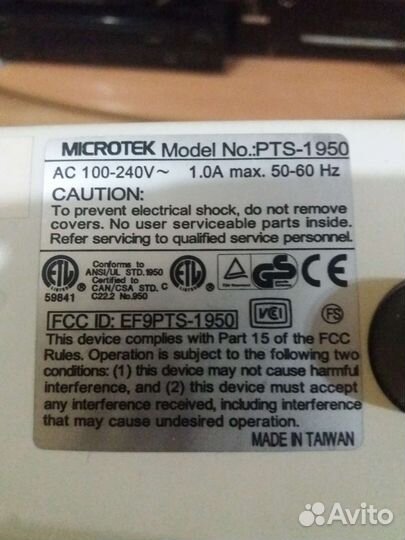 MICROTEK Model No.:PTS-1950
AC 100-240V~ 1.0A max. 50-60 Hz
CAUTION:
To prevent electrical shock, do not remove
covers. No user serviceable parts inside.
Refer servicing to qualified service personnel.
ETL
59841
Conforms to
ANSI/UL STD.1950
Certified to
CAN/CSA STD.
C22.2 No.950
C ETL
GS
CE
FCC ID: EF9PTS-1950
VCI
FS
This device complies with Part 15 of the FCC
Rules. Operation is subject to the following two
conditions: (1) this device may not cause harmful
interference, and (2) this device must accept
any interference received, including interference
that may cause undesired operation.
MADE IN TAIWAN
Avito